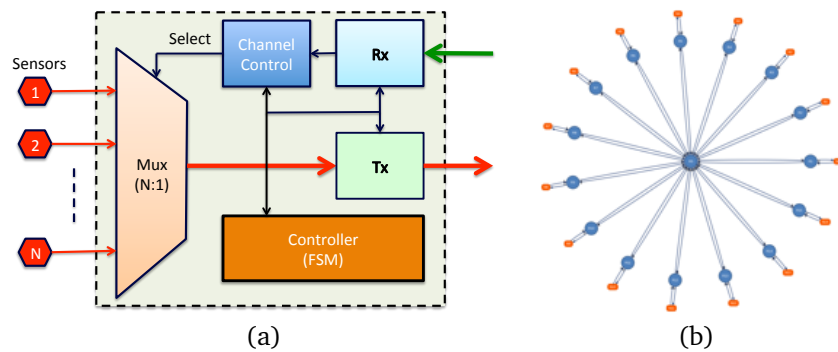 Select
Channel
Control
Rx
Sensors
1
2
Mux
(N:1)
Tx
N
Controller
(FSM)
(a)
(b)